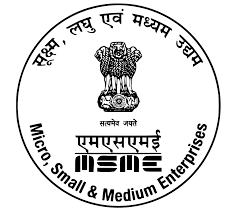 सूक्ष्म, लघु एवं मध्यम उद्यम
सत्यमेव जयते
एमएसएमई
MSME
Micro, Small & Medium Enterprises